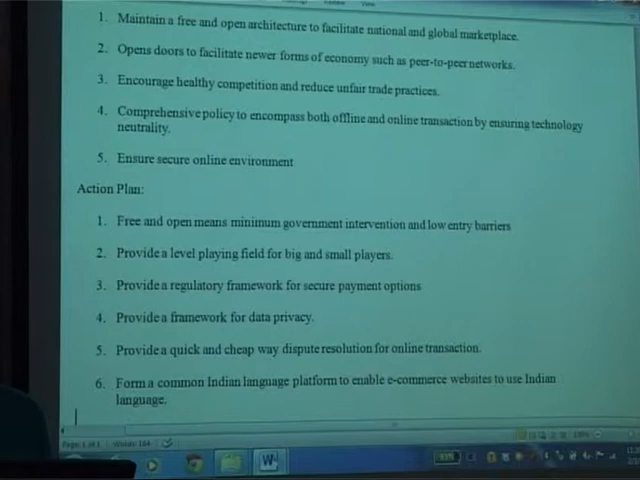 1. Maintain a free and open architecture to facilitate national and global marketplace.
2. Opens doors to facilitate newer forms of economy such as peer-to-peer networks.
3. Encourage healthy competition and reduce unfair trade practices.
4. Comprehensive policy to encompass both offline and online transaction by ensuring technology
neutrality.
5. Ensure secure online environment
Action Plan:
1. Free and open means minimum government intervention and low entry barriers
2. Provide a level playing field for big and small players.
3. Provide a regulatory framework for secure payment options
4. Provide a framework for data privacy.
5. Provide a quick and cheap way dispute resolution for online transaction.
6. Form a common Indian language platform to enable e-commerce websites to use Indian
language.
Page: 1 of 1 Words: 164